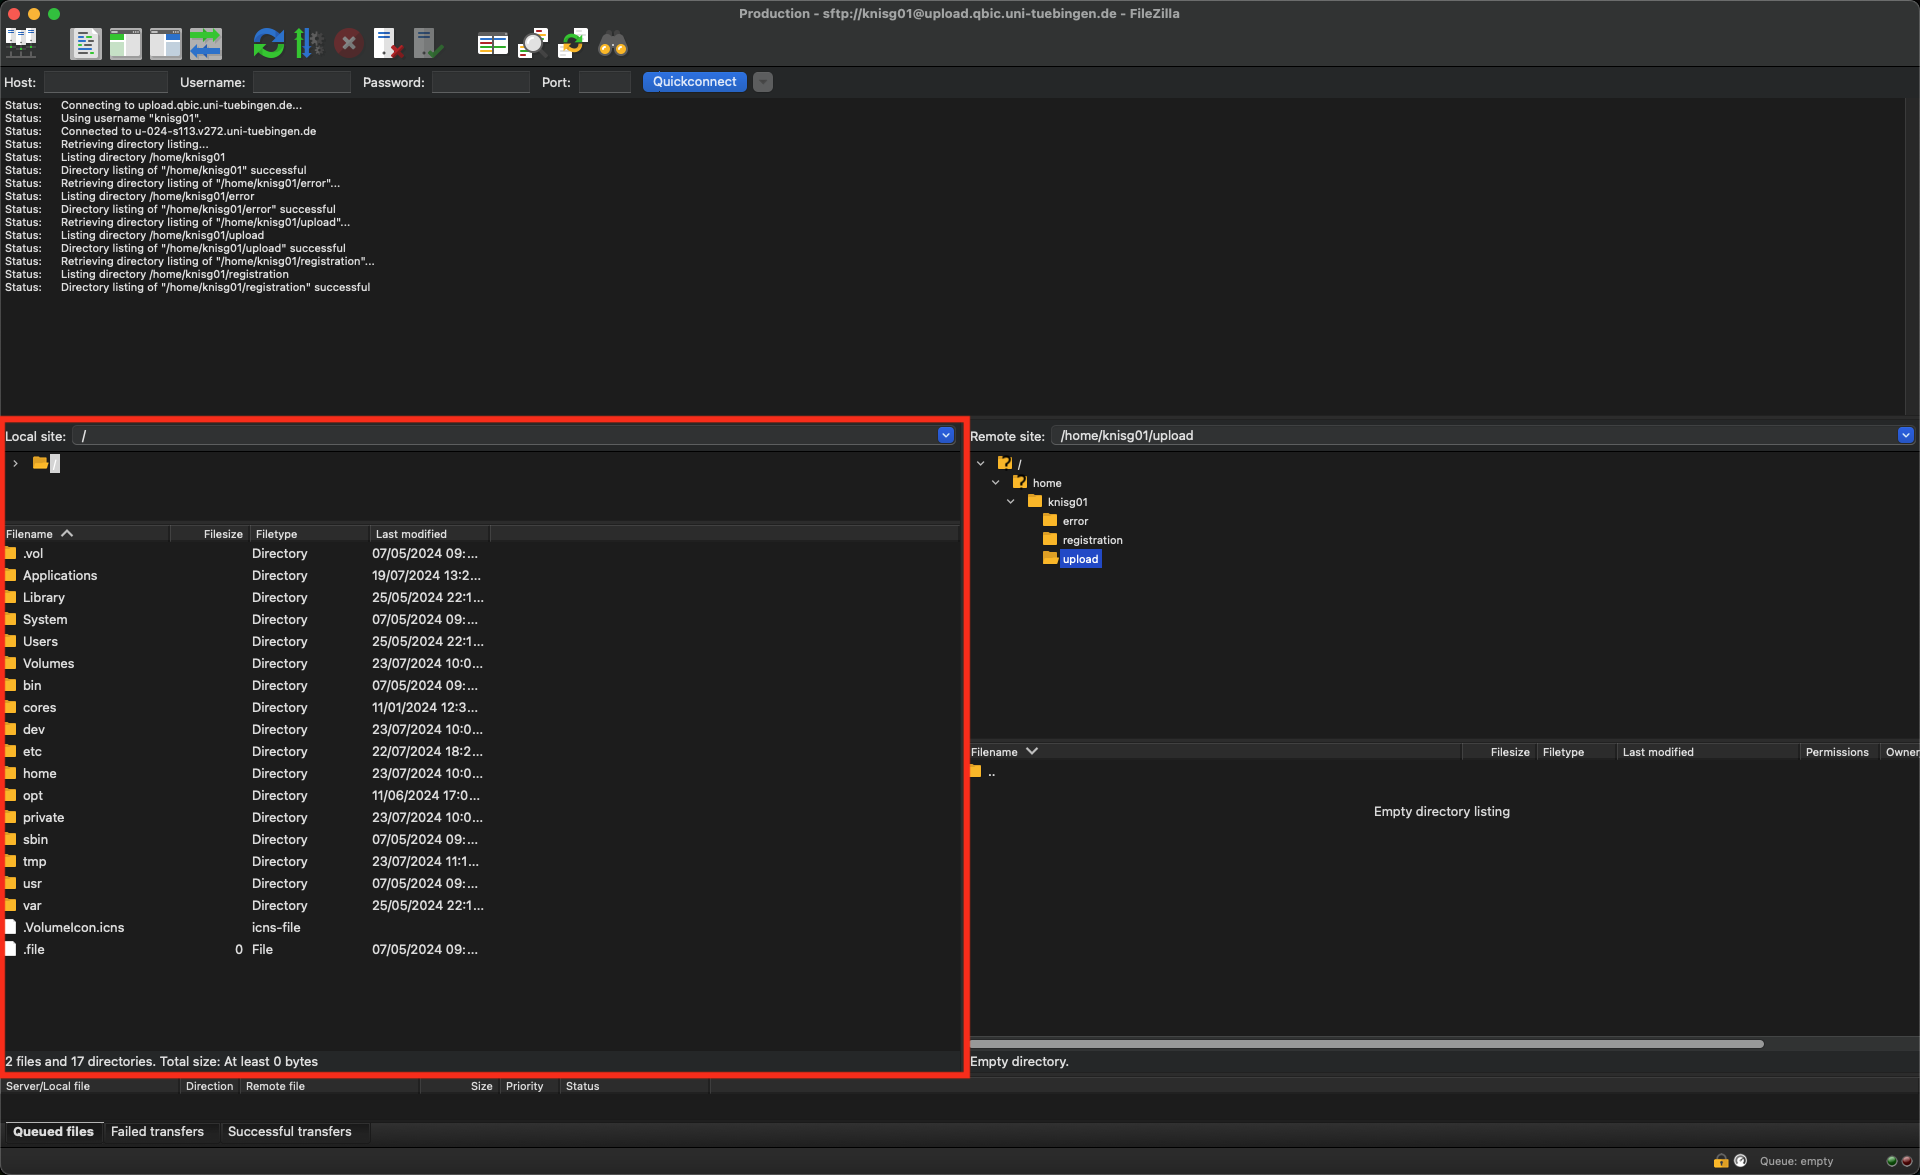 Production - sftp://knisg01@upload.qbic.uni-tuebingen.de - FileZilla
Host: Username: Password: Port: Quickconnect
Status: Connecting to upload.qbic.uni-tuebingen.de...
Status: Using username "knisg01".
Status: Connected to u-024-s113.v272.uni-tuebingen.de
Status: Retrieving directory listing...
Status: Listing directory /home/knisg01
Status: Directory listing of "/home/knisg01" successful
Status: Retrieving directory listing of "/home/knisg01/error"...
Status: Listing directory /home/knisg01/error
Status: Directory listing of "/home/knisg01/error" successful
Status: Retrieving directory listing of "/home/knisg01/upload"...
Status: Listing directory /home/knisg01/upload
Status: Directory listing of "/home/knisg01/upload" successful
Status: Retrieving directory listing of "/home/knisg01/registration"...
Status: Listing directory /home/knisg01/registration
Status: Directory listing of "/home/knisg01/registration" successful
Local site: /
/
Filename Filesize Filetype Last modified
.vol Directory 07/05/2024 09:...
Applications Directory 19/07/2024 13:2...
Library Directory 25/05/2024 22:1...
System Directory 07/05/2024 09:...
Users Directory 25/05/2024 22:1...
Volumes Directory 23/07/2024 10:0...
bin Directory 07/05/2024 09:...
cores Directory 11/01/2024 12:3...
dev Directory 23/07/2024 10:0...
etc Directory 22/07/2024 18:2...
home Directory 23/07/2024 10:0...
opt Directory 11/06/2024 17:0...
private Directory 23/07/2024 10:0...
sbin Directory 07/05/2024 09:...
tmp Directory 23/07/2024 11:1...
usr Directory 07/05/2024 09:...
var Directory 25/05/2024 22:1...
.VolumeIcon.icns icns-file
.file 0 File 07/05/2024 09:...
2 files and 17 directories. Total size: At least 0 bytes
Remote site: /home/knisg01/upload
/
home
knisg01
error
registration
upload
Filename Filesize Filetype Last modified Permissions Owner
..
Empty directory listing
Empty directory.
Server/Local file Direction Remote file Size Priority Status
Queued files Failed transfers Successful transfers
Queue: empty